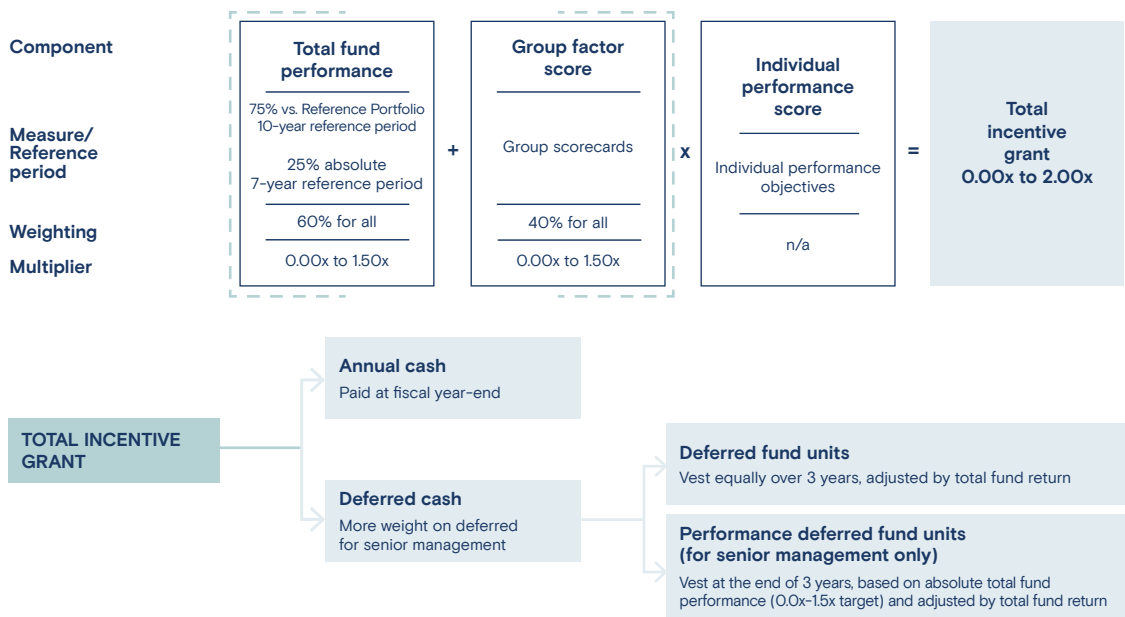 Component
Total fund
performance
Group factor
score
Individual
performance
score
Total
incentive
grant
0.00x to 2.00x
Measure/
Reference
period
75% vs. Reference Portfolio
10-year reference period
25% absolute
7-year reference period
+
Group scorecards
x
Individual performance
objectives
=
Weighting
60% for all
40% for all
n/a
Multiplier
0.00x to 1.50x
0.00x to 1.50x
TOTAL INCENTIVE
GRANT
Annual cash
Paid at fiscal year-end
Deferred cash
More weight on deferred
for senior management
Deferred fund units
Vest equally over 3 years, adjusted by total fund return
Performance deferred fund units
(for senior management only)
Vest at the end of 3 years, based on absolute total fund
performance (0.0x-1.5x target) and adjusted by total fund return